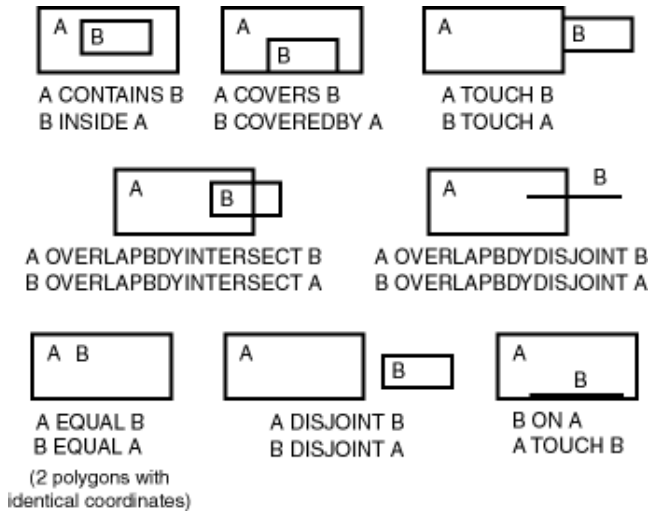 A
B
A CONTAINS B
B INSIDE A
A
B
A COVERS B
B COVEREDBY A
A
B
A TOUCH B
B TOUCH A
A
B
A OVERLAPBDYINTERSECT B
B OVERLAPBDYINTERSECT A
A
B
A OVERLAPBDYDISJOINT B
B OVERLAPBDYDISJOINT A
A B
A EQUAL B
B EQUAL A
(2 polygons with
identical coordinates)
A
B
A DISJOINT B
B DISJOINT A
A
B
B ON A
A TOUCH B